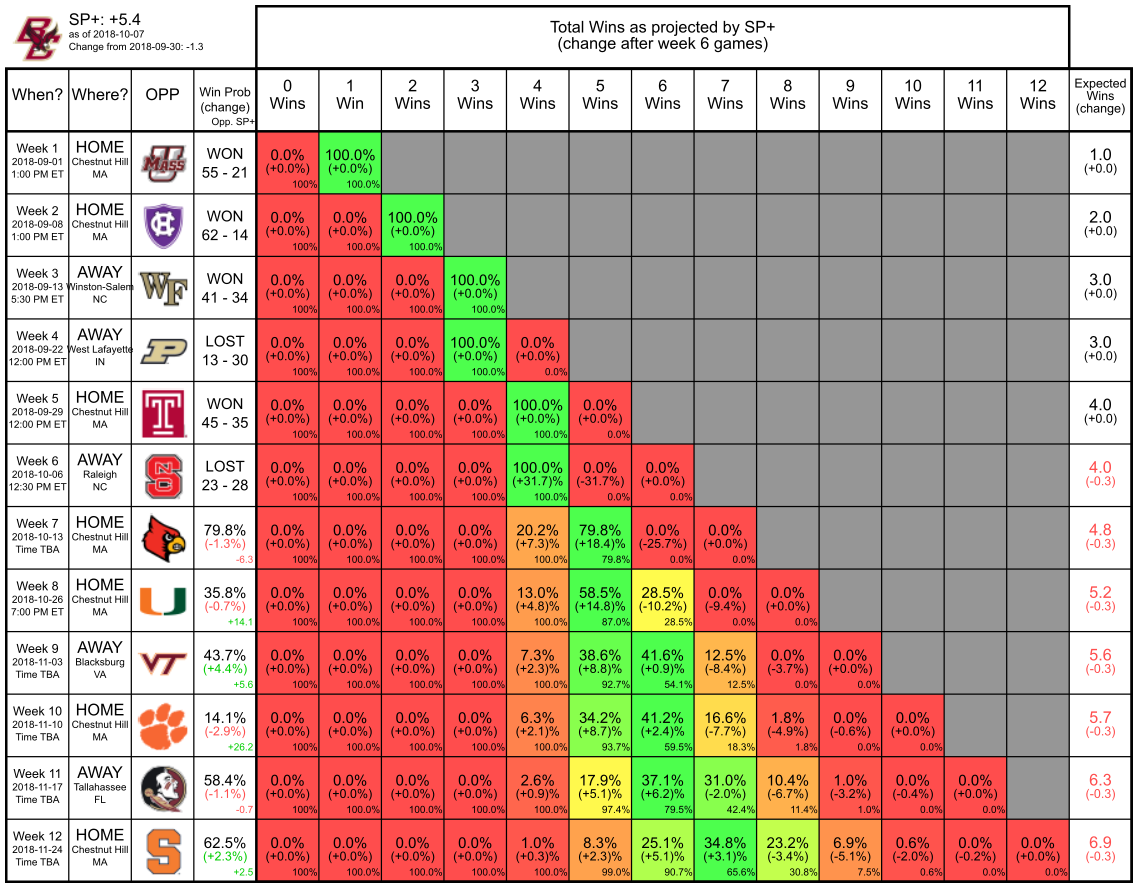 SP+: +5.4
as of 2018-10-07
Change from 2018-09-30: -1.3
Total Wins as projected by SP+
(change after week 6 games)
When? Where? OPP Win Prob (change) Opp. SP+ 0 Wins 1 Win 2 Wins 3 Wins 4 Wins 5 Wins 6 Wins 7 Wins 8 Wins 9 Wins 10 Wins 11 Wins 12 Wins Expected Wins (change)
Week 1 HOME MASS WON 0.0% 100.0% 1.0
2018-09-01 Chestnut Hill 55 - 21 (+0.0%) (+0.0%) (+0.0)
1:00 PM ET MA 100% 100.0%
Week 2 HOME HC WON 0.0% 0.0% 100.0% 2.0
2018-09-08 Chestnut Hill 62 - 14 (+0.0%) (+0.0%) (+0.0%) (+0.0)
1:00 PM ET MA 100% 100.0% 100.0%
Week 3 AWAY WF WON 0.0% 0.0% 0.0% 100.0% 3.0
2018-09-13 Winston-Salem 41 - 34 (+0.0%) (+0.0%) (+0.0%) (+0.0%) (+0.0)
5:30 PM ET NC 100% 100.0% 100.0% 100.0%
Week 4 AWAY P LOST 0.0% 0.0% 0.0% 100.0% 0.0% 3.0
2018-09-22 West Lafayette 13 - 30 (+0.0%) (+0.0%) (+0.0%) (+0.0%) (+0.0%) (+0.0)
12:00 PM ET IN 100% 100.0% 100.0% 100.0% 0.0%
Week 5 HOME T WON 0.0% 0.0% 0.0% 0.0% 100.0% 0.0% 4.0
2018-09-29 Chestnut Hill 45 - 35 (+0.0%) (+0.0%) (+0.0%) (+0.0%) (+0.0%) (+0.0%) (+0.0)
12:00 PM ET MA 100% 100.0% 100.0% 100.0% 100.0% 0.0%
Week 6 AWAY NCS LOST 0.0% 0.0% 0.0% 0.0% 100.0% 0.0% 0.0% 4.0
2018-10-06 Raleigh 23 - 28 (+0.0%) (+0.0%) (+0.0%) (+0.0%) (+31.7)% (-31.7%) (+0.0%) (-0.3)
12:30 PM ET NC 100% 100.0% 100.0% 100.0% 100.0% 0.0% 0.0%
Week 7 HOME 79.8% 0.0% 0.0% 0.0% 0.0% 20.2% 79.8% 0.0% 0.0% 4.8
2018-10-13 Chestnut Hill (-1.3%) (+0.0%) (+0.0%) (+0.0%) (+0.0%) (+7.3)% (+18.4)% (-25.7%) (+0.0%) (-0.3)
Time TBA MA -6.3 100% 100.0% 100.0% 100.0% 100.0% 79.8% 0.0% 0.0%
Week 8 HOME U 35.8% 0.0% 0.0% 0.0% 0.0% 13.0% 58.5% 28.5% 0.0% 0.0% 5.2
2018-10-26 Chestnut Hill (-0.7%) (+0.0%) (+0.0%) (+0.0%) (+0.0%) (+4.8)% (+14.8)% (-10.2%) (-9.4%) (+0.0%) (-0.3)
7:00 PM ET MA +14.1 100% 100.0% 100.0% 100.0% 100.0% 87.0% 28.5% 0.0% 0.0%
Week 9 AWAY VT 43.7% 0.0% 0.0% 0.0% 0.0% 7.3% 38.6% 41.6% 12.5% 0.0% 0.0% 5.6
2018-11-03 Blacksburg (+4.4%) (+0.0%) (+0.0%) (+0.0%) (+0.0%) (+2.3)% (+8.8)% (+0.9)% (-8.4%) (-3.7%) (+0.0%) (-0.3)
Time TBA VA +5.6 100% 100.0% 100.0% 100.0% 100.0% 92.7% 54.1% 12.5% 0.0% 0.0%
Week 10 HOME 14.1% 0.0% 0.0% 0.0% 0.0% 6.3% 34.2% 41.2% 16.6% 1.8% 0.0% 0.0% 5.7
2018-11-10 Chestnut Hill (-2.9%) (+0.0%) (+0.0%) (+0.0%) (+0.0%) (+2.1)% (+8.7)% (+2.4)% (-7.7%) (-4.9%) (-0.6%) (+0.0%) (-0.3)
Time TBA MA +26.2 100% 100.0% 100.0% 100.0% 100.0% 93.7% 59.5% 18.3% 1.8% 0.0% 0.0%
Week 11 AWAY 58.4% 0.0% 0.0% 0.0% 0.0% 2.6% 17.9% 37.1% 31.0% 10.4% 1.0% 0.0% 0.0% 6.3
2018-11-17 Tallahassee (-1.1%) (+0.0%) (+0.0%) (+0.0%) (+0.0%) (+0.9)% (+5.1)% (+6.2)% (-2.0%) (-6.7%) (-3.2%) (-0.4%) (+0.0%) (-0.3)
Time TBA FL -0.7 100% 100.0% 100.0% 100.0% 100.0% 97.4% 79.5% 42.4% 11.4% 1.0% 0.0% 0.0%
Week 12 HOME S 62.5% 0.0% 0.0% 0.0% 0.0% 1.0% 8.3% 25.1% 34.8% 23.2% 6.9% 0.6% 0.0% 0.0% 6.9
2018-11-24 Chestnut Hill (+2.3%) (+0.0%) (+0.0%) (+0.0%) (+0.0%) (+0.3)% (+2.3)% (+5.1)% (+3.1)% (-3.4%) (-5.1%) (-2.0%) (-0.2%) (+0.0%) (-0.3)
Time TBA MA +2.5 100% 100.0% 100.0% 100.0% 100.0% 99.0% 90.7% 65.6% 30.8% 7.5% 0.6% 0.0% 0.0%